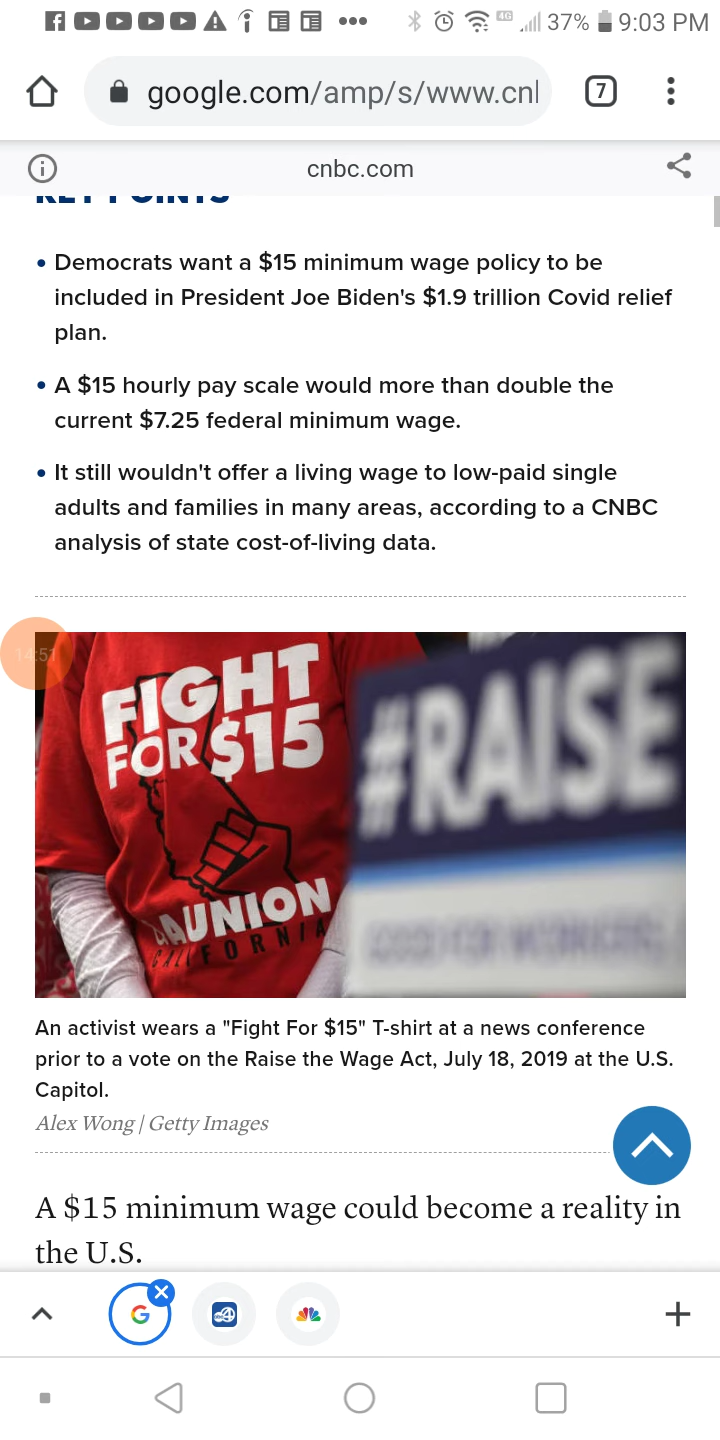 37% 9:03 PM
google.com/amp/s/www.cnl
7
cnbc.com
KEY POINTS
Democrats want a $15 minimum wage policy to be
included in President Joe Biden's $1.9 trillion Covid relief
plan.
A $15 hourly pay scale would more than double the
current $7.25 federal minimum wage.
It still wouldn't offer a living wage to low-paid single
adults and families in many areas, according to a CNBC
analysis of state cost-of-living data.
14:51
FIGHT
FOR $15
UNION
CALIFORNIA
#RAISE
An activist wears a "Fight For $15" T-shirt at a news conference
prior to a vote on the Raise the Wage Act, July 18, 2019 at the U.S.
Capitol.
Alex Wong | Getty Images
A $15 minimum wage could become a reality in
the U.S.